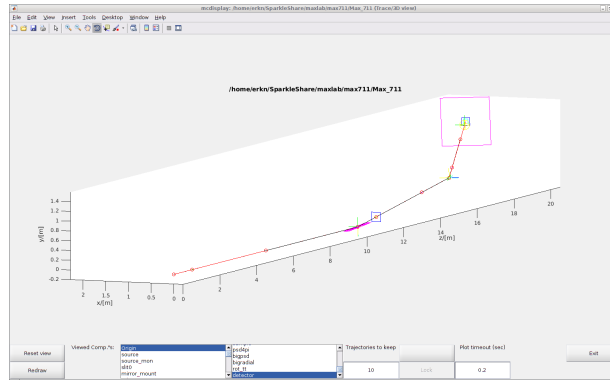 mcdisplay: /home/erkn/SparkleShare/maxlab/max711/Max_711 (Trace/3D view)
File Edit View Insert Tools Desktop Window Help
/home/erkn/SparkleShare/maxlab/max711/Max_711
y/[m]
1.4
1.2
1
0.8
0.6
0.4
0.2
0
-0.2
2 1.5 1 0.5 0
x/[m]
0 2 4 6 8 10 12 14 16 18 20
z/[m]
Reset view
Redraw
Viewed Comp.'s:
Origin
source
source_mon
slit0
mirror_mount
psd4pi
bigpsd
bigradial
rot_tt
detector
Trajectories to keep
10
Plot timeout (sec)
0.2
Exit